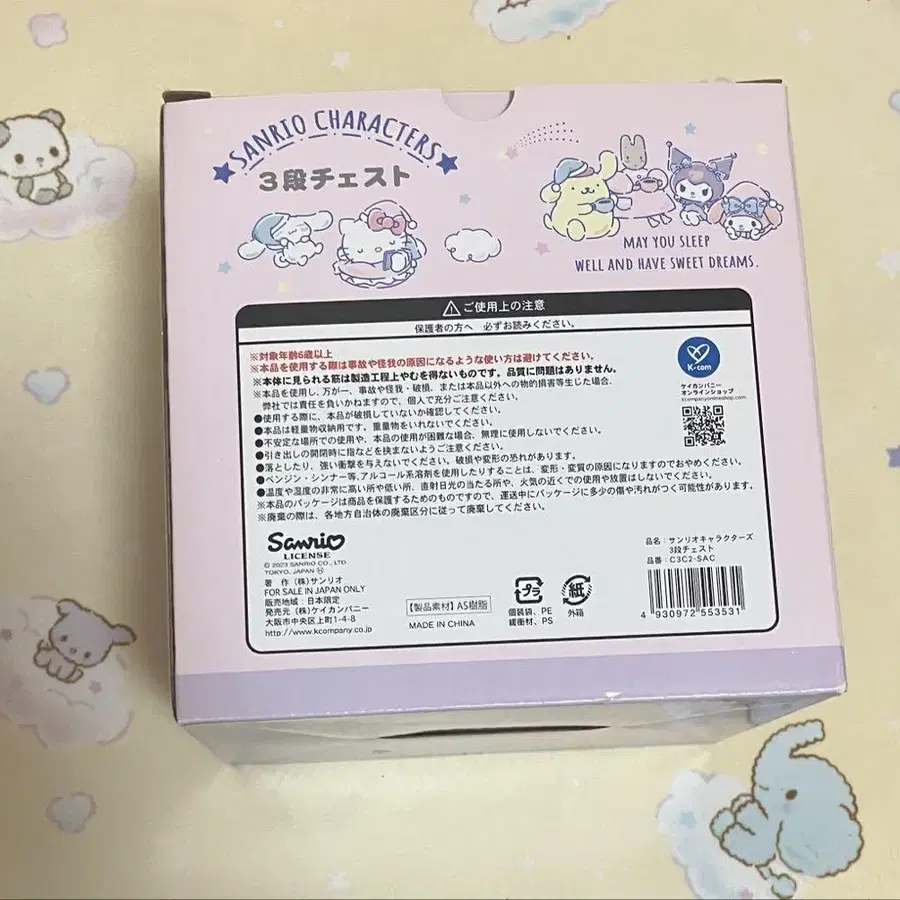 SANRIO CHARACTERS
3段チェスト
MAY YOU SLEEP
WELL AND HAVE SWEET DREAMS.
ご使用上の注意
保護者の方へ 必ずお読みください。
※対象年齢6歳以上
※本品を使用する際は事故や怪我の原因になるような使い方は避けてください。
※本体に見られる筋は製造工程上やむを得ないものです。品質に問題はありません。
※本品を使用し、万が一、事故や怪我・破損、または本品以外への物的損害等生じた場合、
弊社では責任を負いかねますので、個人で充分ご注意ください。
●使用する際に、本品が破損していないか確認してください。
●本品は軽量物収納用です。重量物をいれないでください。
●不安定な場所での使用や、本品の使用が困難な場合、無理に使用しないでください。
●引き出しの開閉時に指などを挟まないようご注意ください。
●落としたり、強い衝撃を与えないでください。破損や変形の恐れがあります。
●ベンジン・シンナー等、アルコール系溶剤を使用したりすることは、変形・変質の原因になりますのでおやめください。
●温度や湿度の非常に高い所や低い所、直射日光の当たる所や、火気の近くでの使用や放置はしないでください。
※本品のパッケージは商品を保護するためのものですので、運送中にパッケージに多少の傷や汚れがつく可能性があります。
※廃棄の際は、各地方自治体の廃棄区分に従って廃棄してください。
K-com
ケイカンパニー
オンラインショップ
kcompanyonlineshop.com
Sanrio
LICENSE
© 2023 SANRIO CO., LTD
TOKYO, JAPAN Ⓗ
著 作 (株)サンリオ
FOR SALE IN JAPAN ONLY
販売地域:日本限定
発売元 (株)ケイカンパニー
大阪市中央区上町1-4-8
http://www.kcompany.co.jp
【製品素材】AS樹脂
MADE IN CHINA
プラ
個装袋、PE
緩衝材、PS
紙
外箱
品名:サンリオキャラクターズ
3段チェスト
品番:C3C2-SAC
4 930972 553531